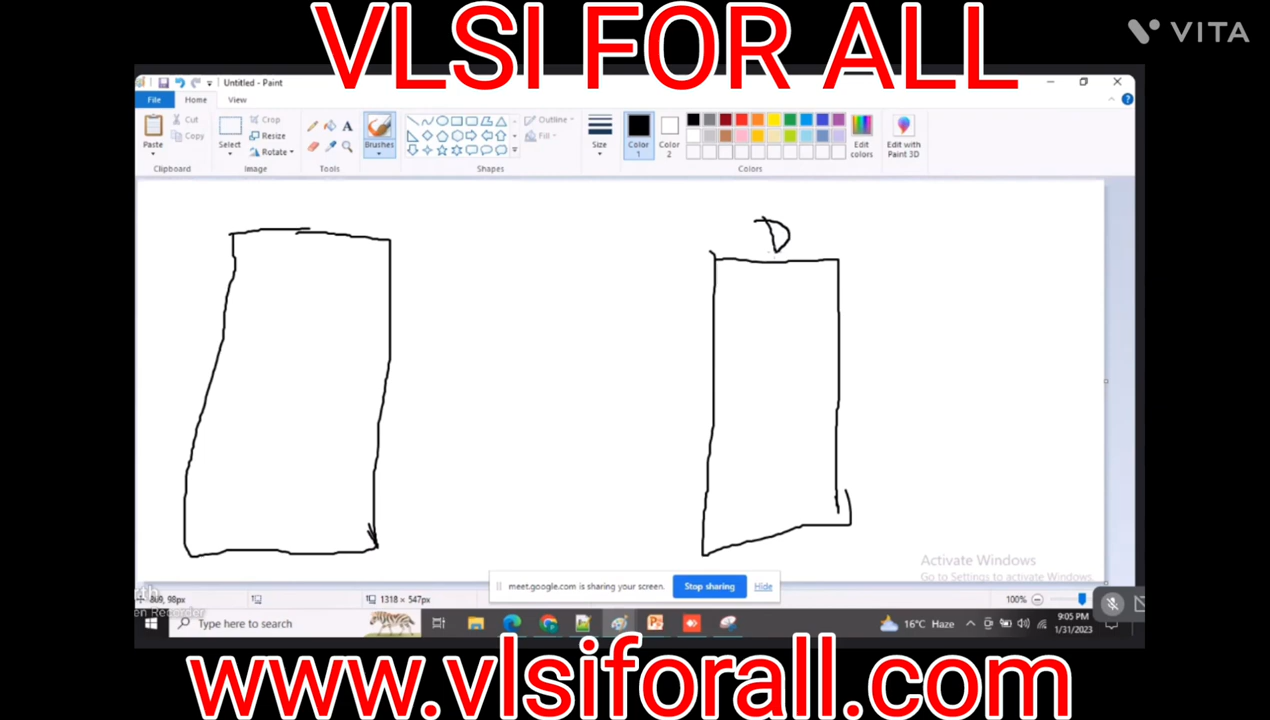 VLSI FOR ALL
VITA
Untitled - Paint
File Home View
Cut
Copy
Paste
Clipboard
Crop
Resize
Rotate
Select
Image
Tools
Brushes
Outline
Fill
Shapes
Size
Color 1
Color 2
Edit colors
Edit with Paint 3D
Colors
D
Activate Windows
Go to Settings to activate Windows.
meet.google.com is sharing your screen.
Stop sharing
Hide
98px
1318 × 547px
100%
Type here to search
16°C Haze
9:05 PM
1/31/2023
www.vlsiforall.com